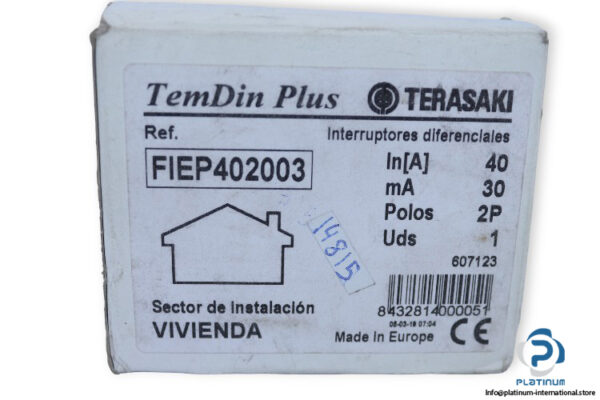 TemDin Plus TERASAKI
Ref. Interruptores diferenciales
FIEP402003
In[A] 40
mA 30
Polos 2P
Uds 1
607123
14815
8432814000051
Sector de Instalación
VIVIENDA
Made in Europe CE
PLATINUM
Info@platinum-international.store